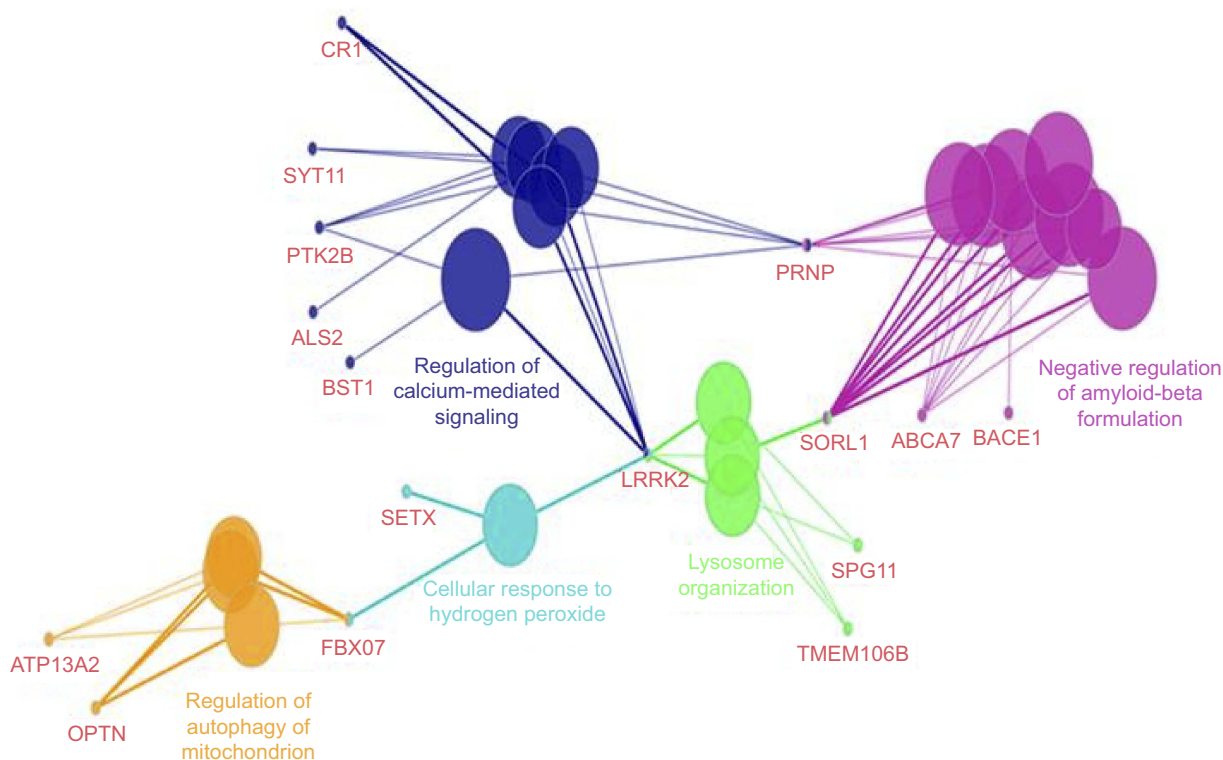 CR1
SYT11
PTK2B
PRNP
ALS2
BST1
Regulation of
calcium-mediated
signaling
Negative regulation
of amyloid-beta
formulation
SORL1
ABCA7
BACE1
LRRK2
SETX
Lysosome
organization
SPG11
Cellular response to
hydrogen peroxide
FBX07
TMEM106B
ATP13A2
OPTN
Regulation of
autophagy of
mitochondrion